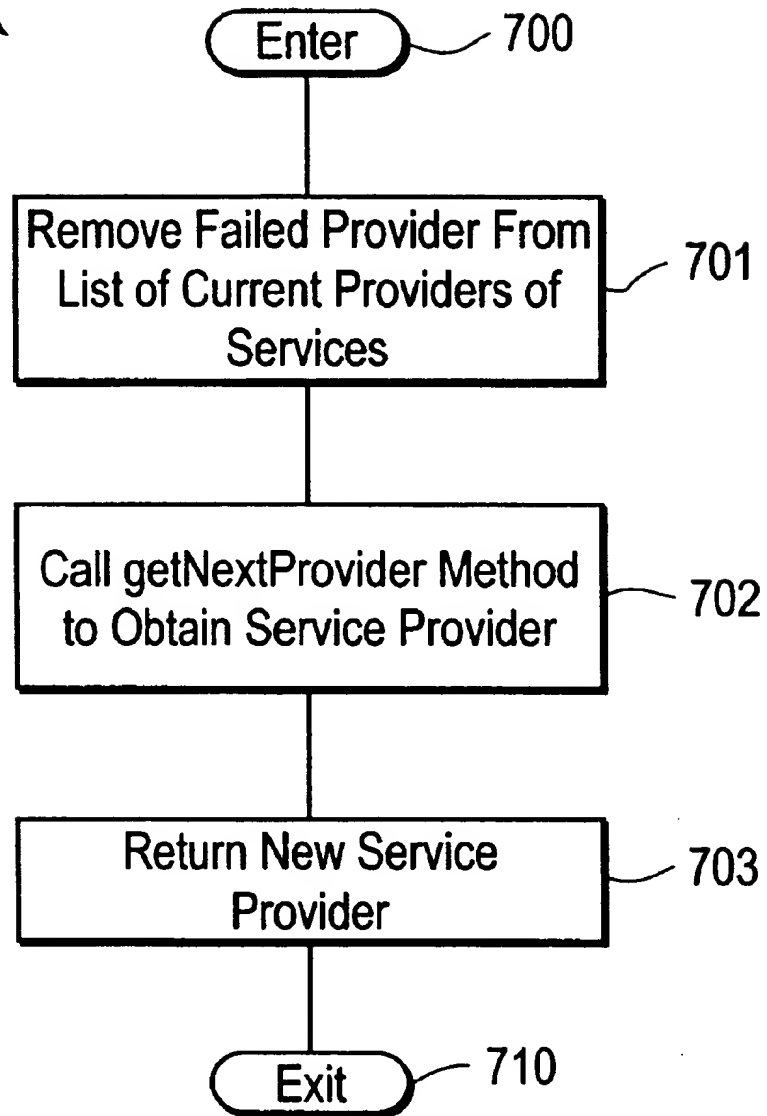 Enter
700
Remove Failed Provider From
List of Current Providers of
Services
701
Call getNextProvider Method
to Obtain Service Provider
702
Return New Service
Provider
703
Exit
710